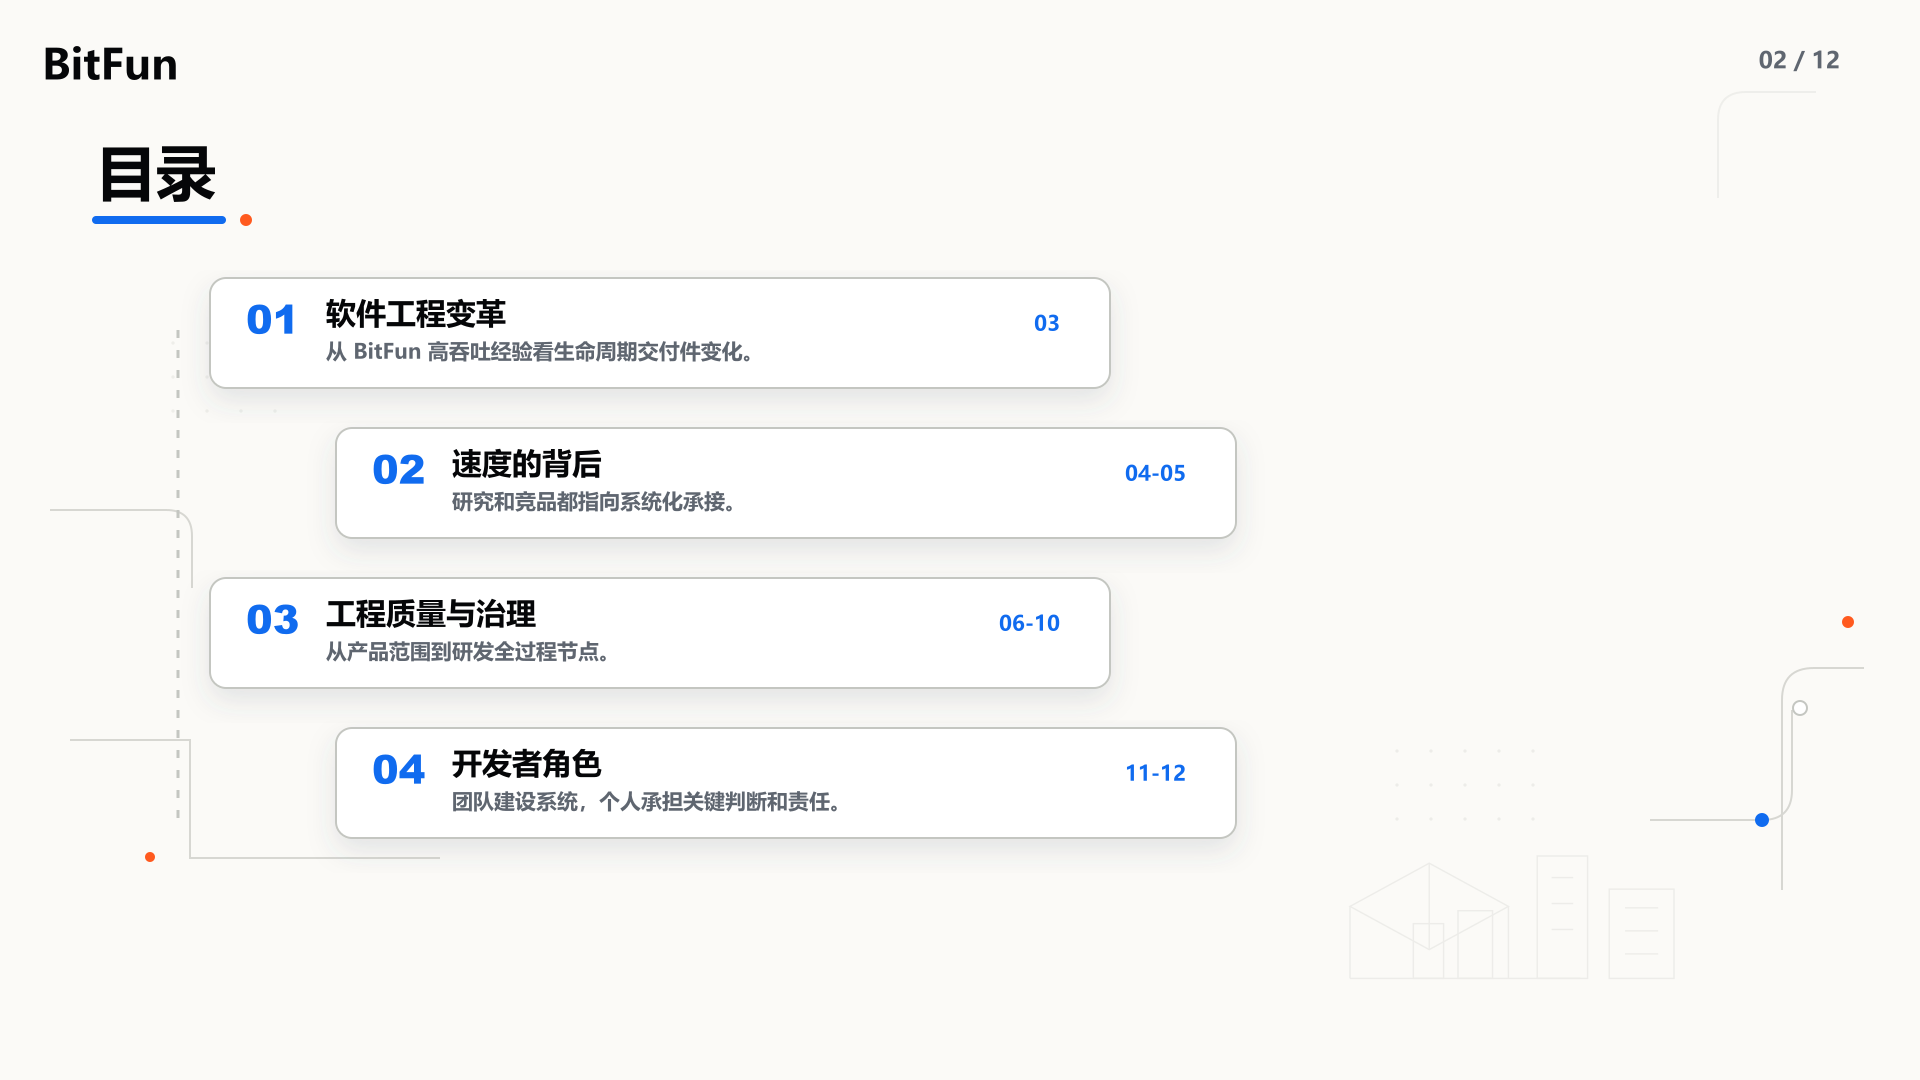 BitFun
02 / 12
目录
01 软件工程变革 03
从 BitFun 高吞吐经验看生命周期交付件变化。
02 速度的背后 04-05
研究和竞品都指向系统化承接。
03 工程质量与治理 06-10
从产品范围到研发全过程节点。
04 开发者角色 11-12
团队建设系统，个人承担关键判断和责任。